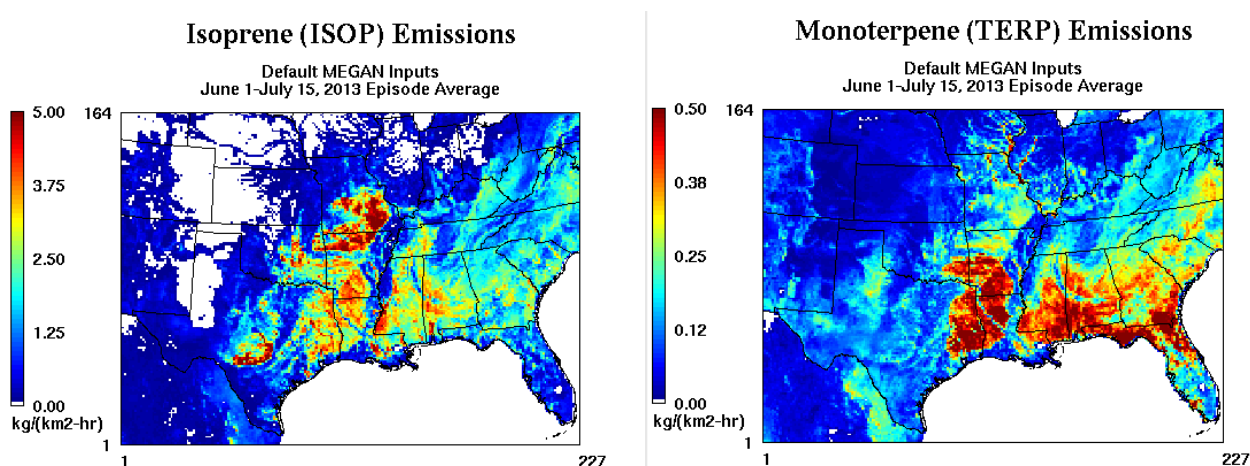 Isoprene (ISOP) Emissions
Default MEGAN Inputs
June 1-July 15, 2013 Episode Average
5.00
3.75
2.50
1.25
0.00
kg/(km2-hr)
164
1
1
227
Monoterpene (TERP) Emissions
Default MEGAN Inputs
June 1-July 15, 2013 Episode Average
0.50
0.38
0.25
0.12
0.00
kg/(km2-hr)
164
1
1
227